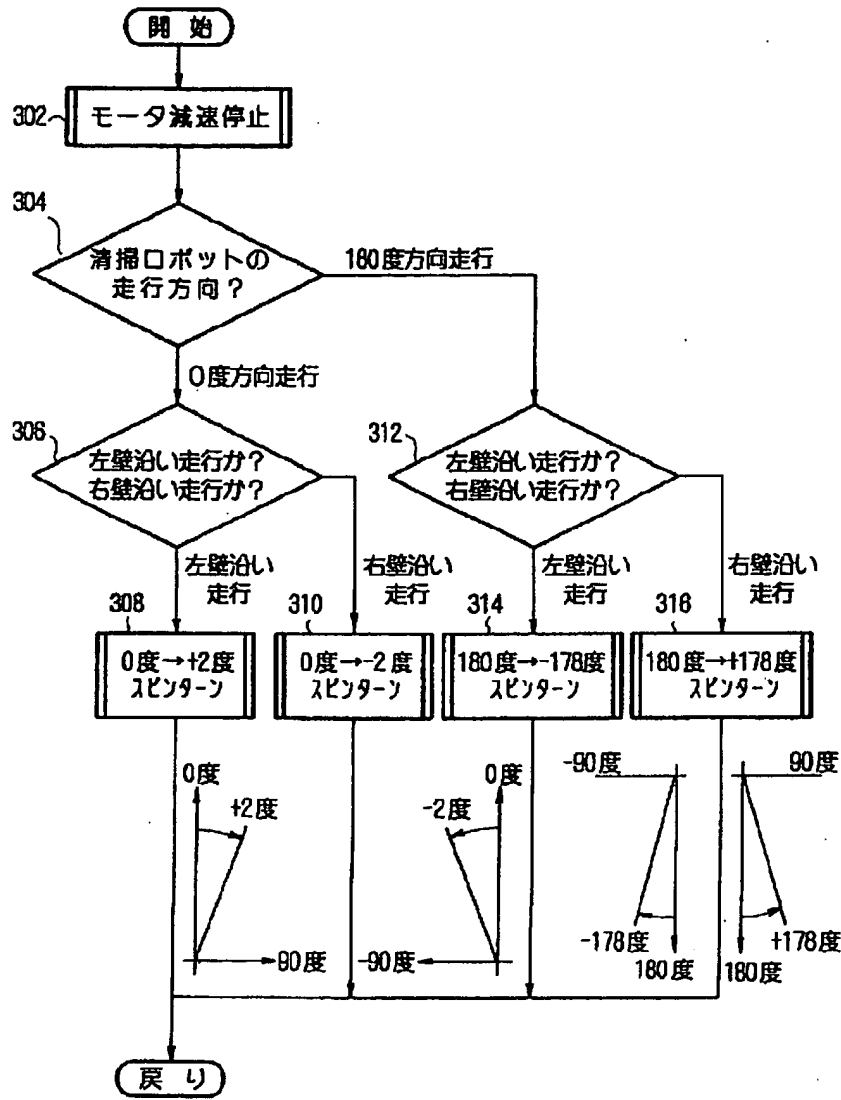 開始
302
モータ減速停止
304
清掃ロボットの
走行方向?
180度方向走行
0度方向走行
306
左壁沿い走行か?
右壁沿い走行か?
312
左壁沿い走行か?
右壁沿い走行か?
左壁沿い
走行
右壁沿い
走行
左壁沿い
走行
右壁沿い
走行
308
0度→+2度
スピンターン
310
0度→-2度
スピンターン
314
180度→-178度
スピンターン
316
180度→+178度
スピンターン
0度
+2度
90度
0度
-2度
-90度
-90度
-178度
180度
90度
+178度
180度
戻り